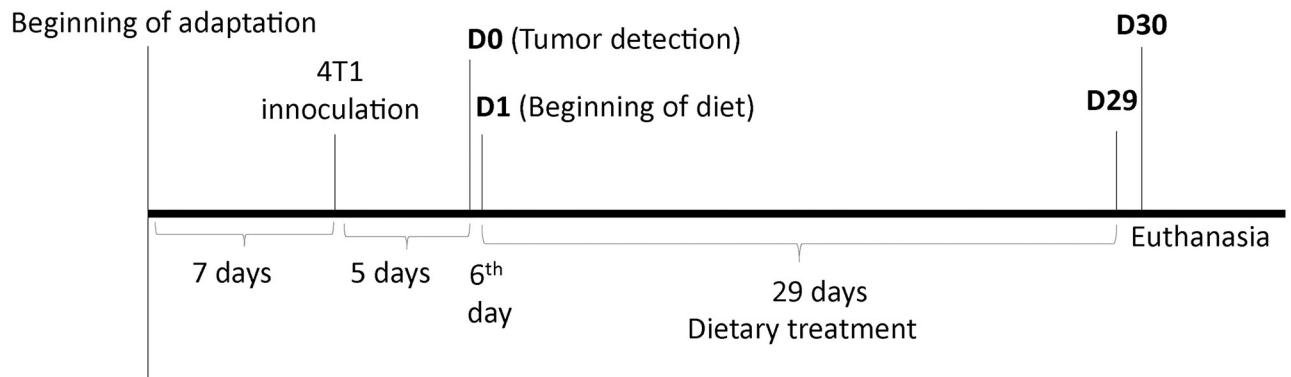 Beginning of adaptation
4T1
innoculation
D0 (Tumor detection)
D1 (Beginning of diet)
D30
D29
7 days
5 days
6th
day
29 days
Dietary treatment
Euthanasia